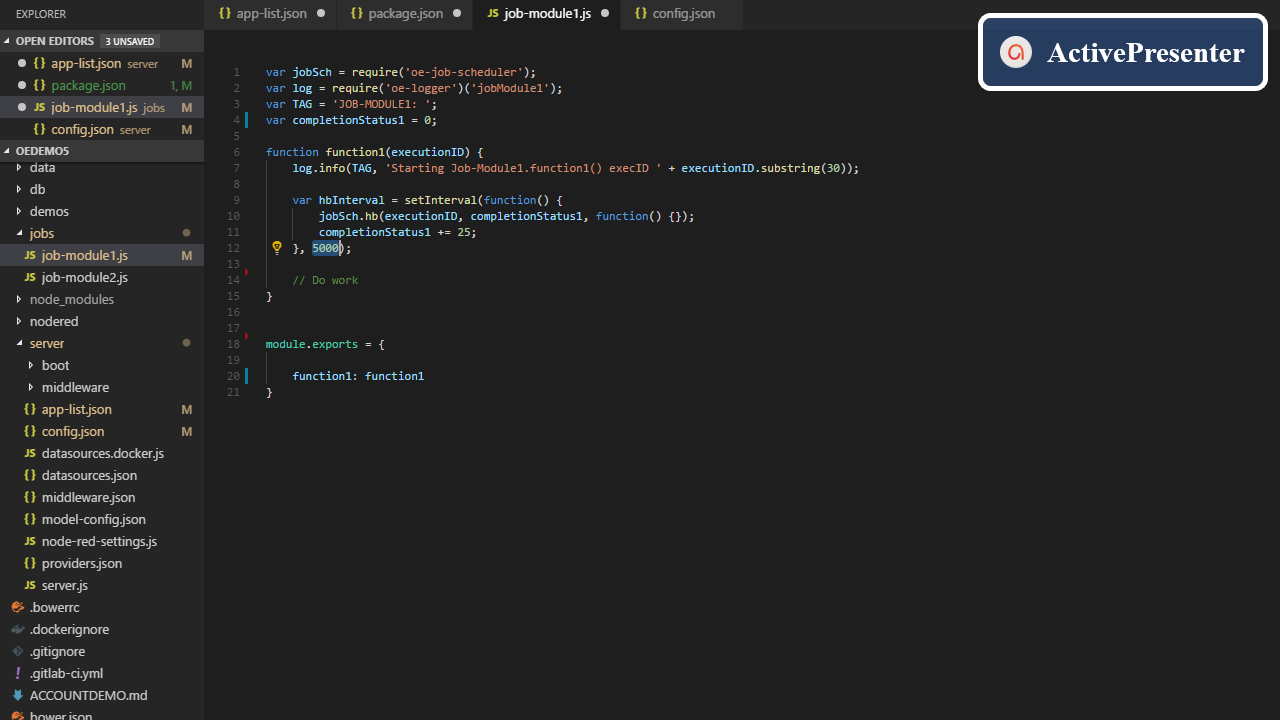 EXPLORER
OPEN EDITORS 3 UNSAVED
{} app-list.json server M
{} package.json 1, M
JS job-module1.js jobs M
{} config.json server M
OEDEMO5
data
db
demos
jobs
JS job-module1.js M
JS job-module2.js
node_modules
nodered
server
boot
middleware
{} app-list.json M
{} config.json M
JS datasources.docker.js
{} datasources.json
{} middleware.json
{} model-config.json
JS node-red-settings.js
{} providers.json
JS server.js
.bowerrc
.dockerignore
.gitignore
! .gitlab-ci.yml
ACCOUNTDEMO.md
bower.json
{} app-list.json {} package.json JS job-module1.js {} config.json
ActivePresenter
1 var jobSch = require('oe-job-scheduler');
2 var log = require('oe-logger')('jobModule1');
3 var TAG = 'JOB-MODULE1: ';
4 var completionStatus1 = 0;
5
6 function function1(executionID) {
7 log.info(TAG, 'Starting Job-Module1.function1() execID ' + executionID.substring(30));
8
9 var hbInterval = setInterval(function() {
10 jobSch.hb(executionID, completionStatus1, function() {});
11 completionStatus1 += 25;
12 }, 5000);
13
14 // Do work
15 }
16
17
18 module.exports = {
19
20 function1: function1
21 }